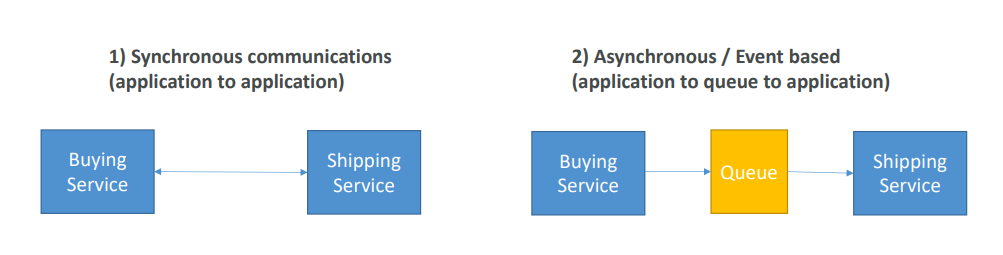 1) Synchronous communications
(application to application)
Buying
Service
Shipping
Service
2) Asynchronous / Event based
(application to queue to application)
Buying
Service
Queue
Shipping
Service